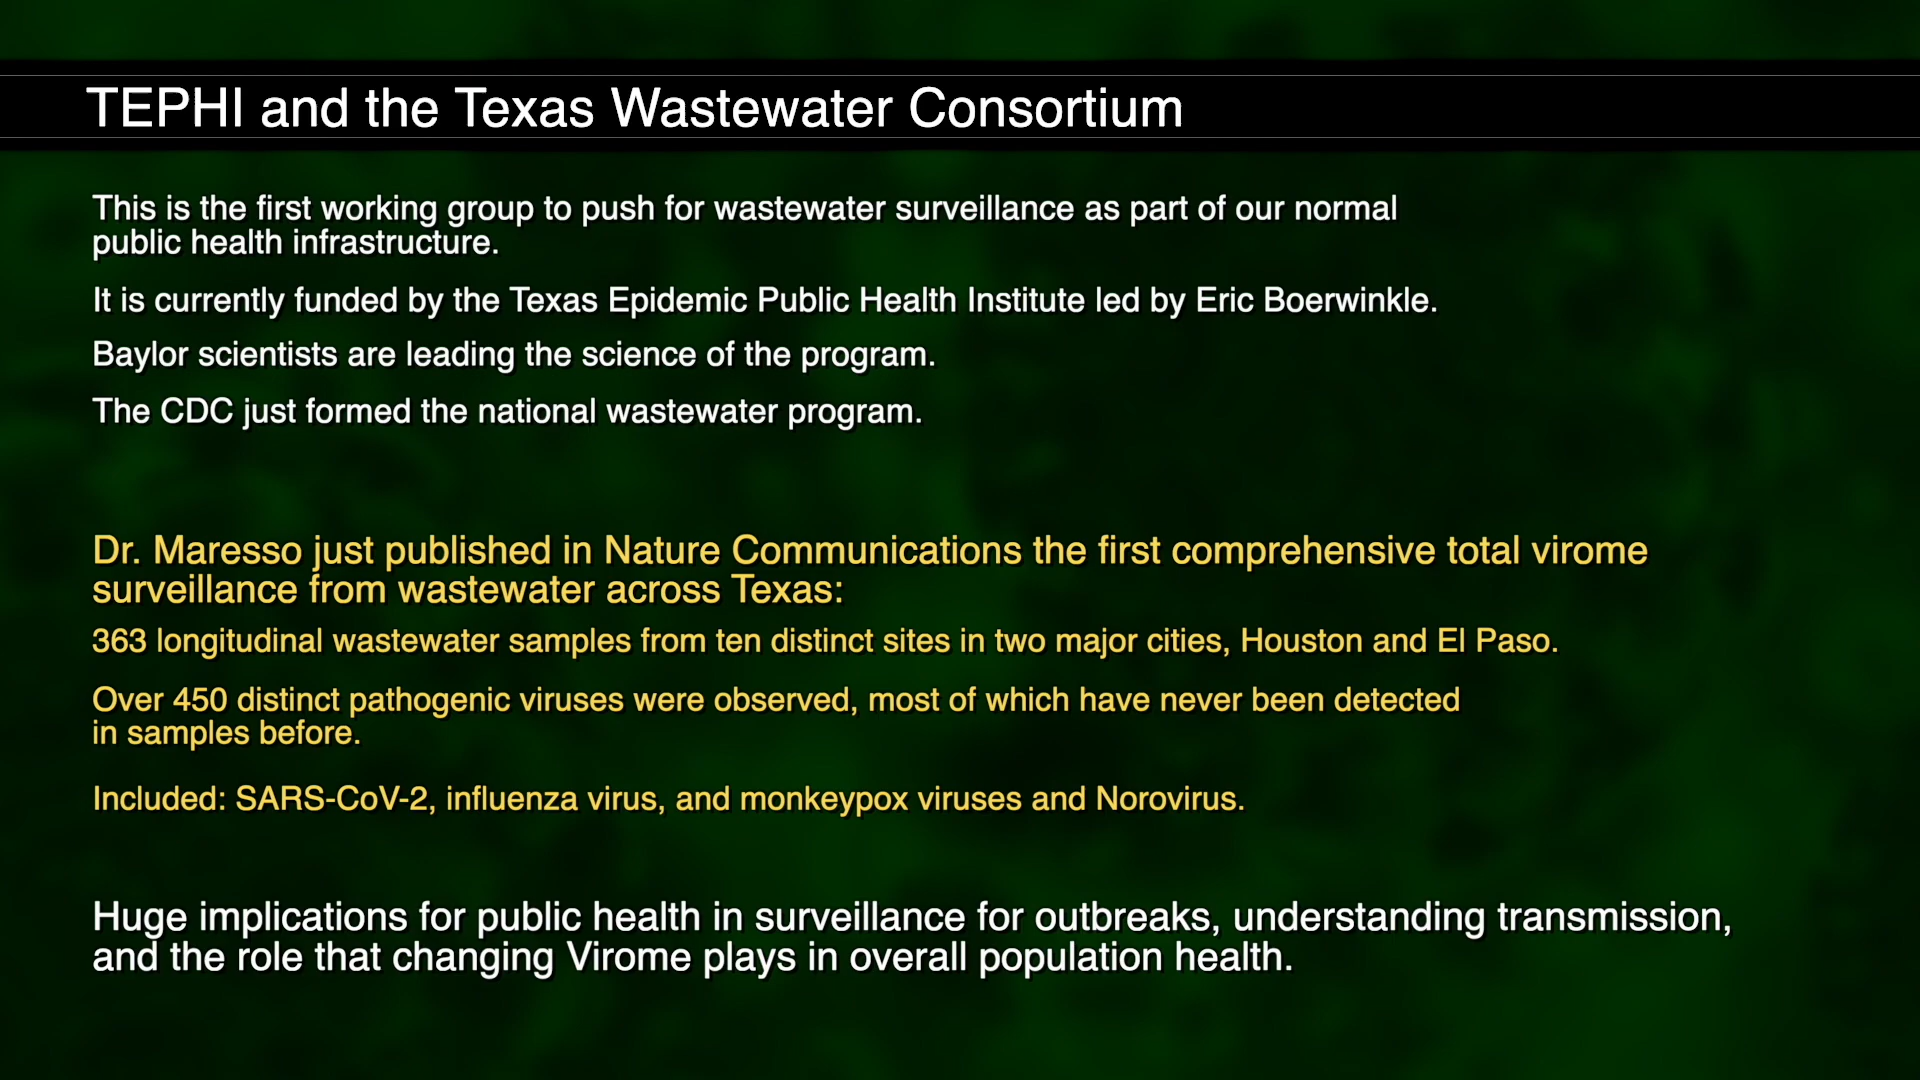 TEPHI and the Texas Wastewater Consortium
This is the first working group to push for wastewater surveillance as part of our normal
public health infrastructure.
It is currently funded by the Texas Epidemic Public Health Institute led by Eric Boerwinkle.
Baylor scientists are leading the science of the program.
The CDC just formed the national wastewater program.
Dr. Maresso just published in Nature Communications the first comprehensive total virome
surveillance from wastewater across Texas:
363 longitudinal wastewater samples from ten distinct sites in two major cities, Houston and El Paso.
Over 450 distinct pathogenic viruses were observed, most of which have never been detected
in samples before.
Included: SARS-CoV-2, influenza virus, and monkeypox viruses and Norovirus.
Huge implications for public health in surveillance for outbreaks, understanding transmission,
and the role that changing Virome plays in overall population health.